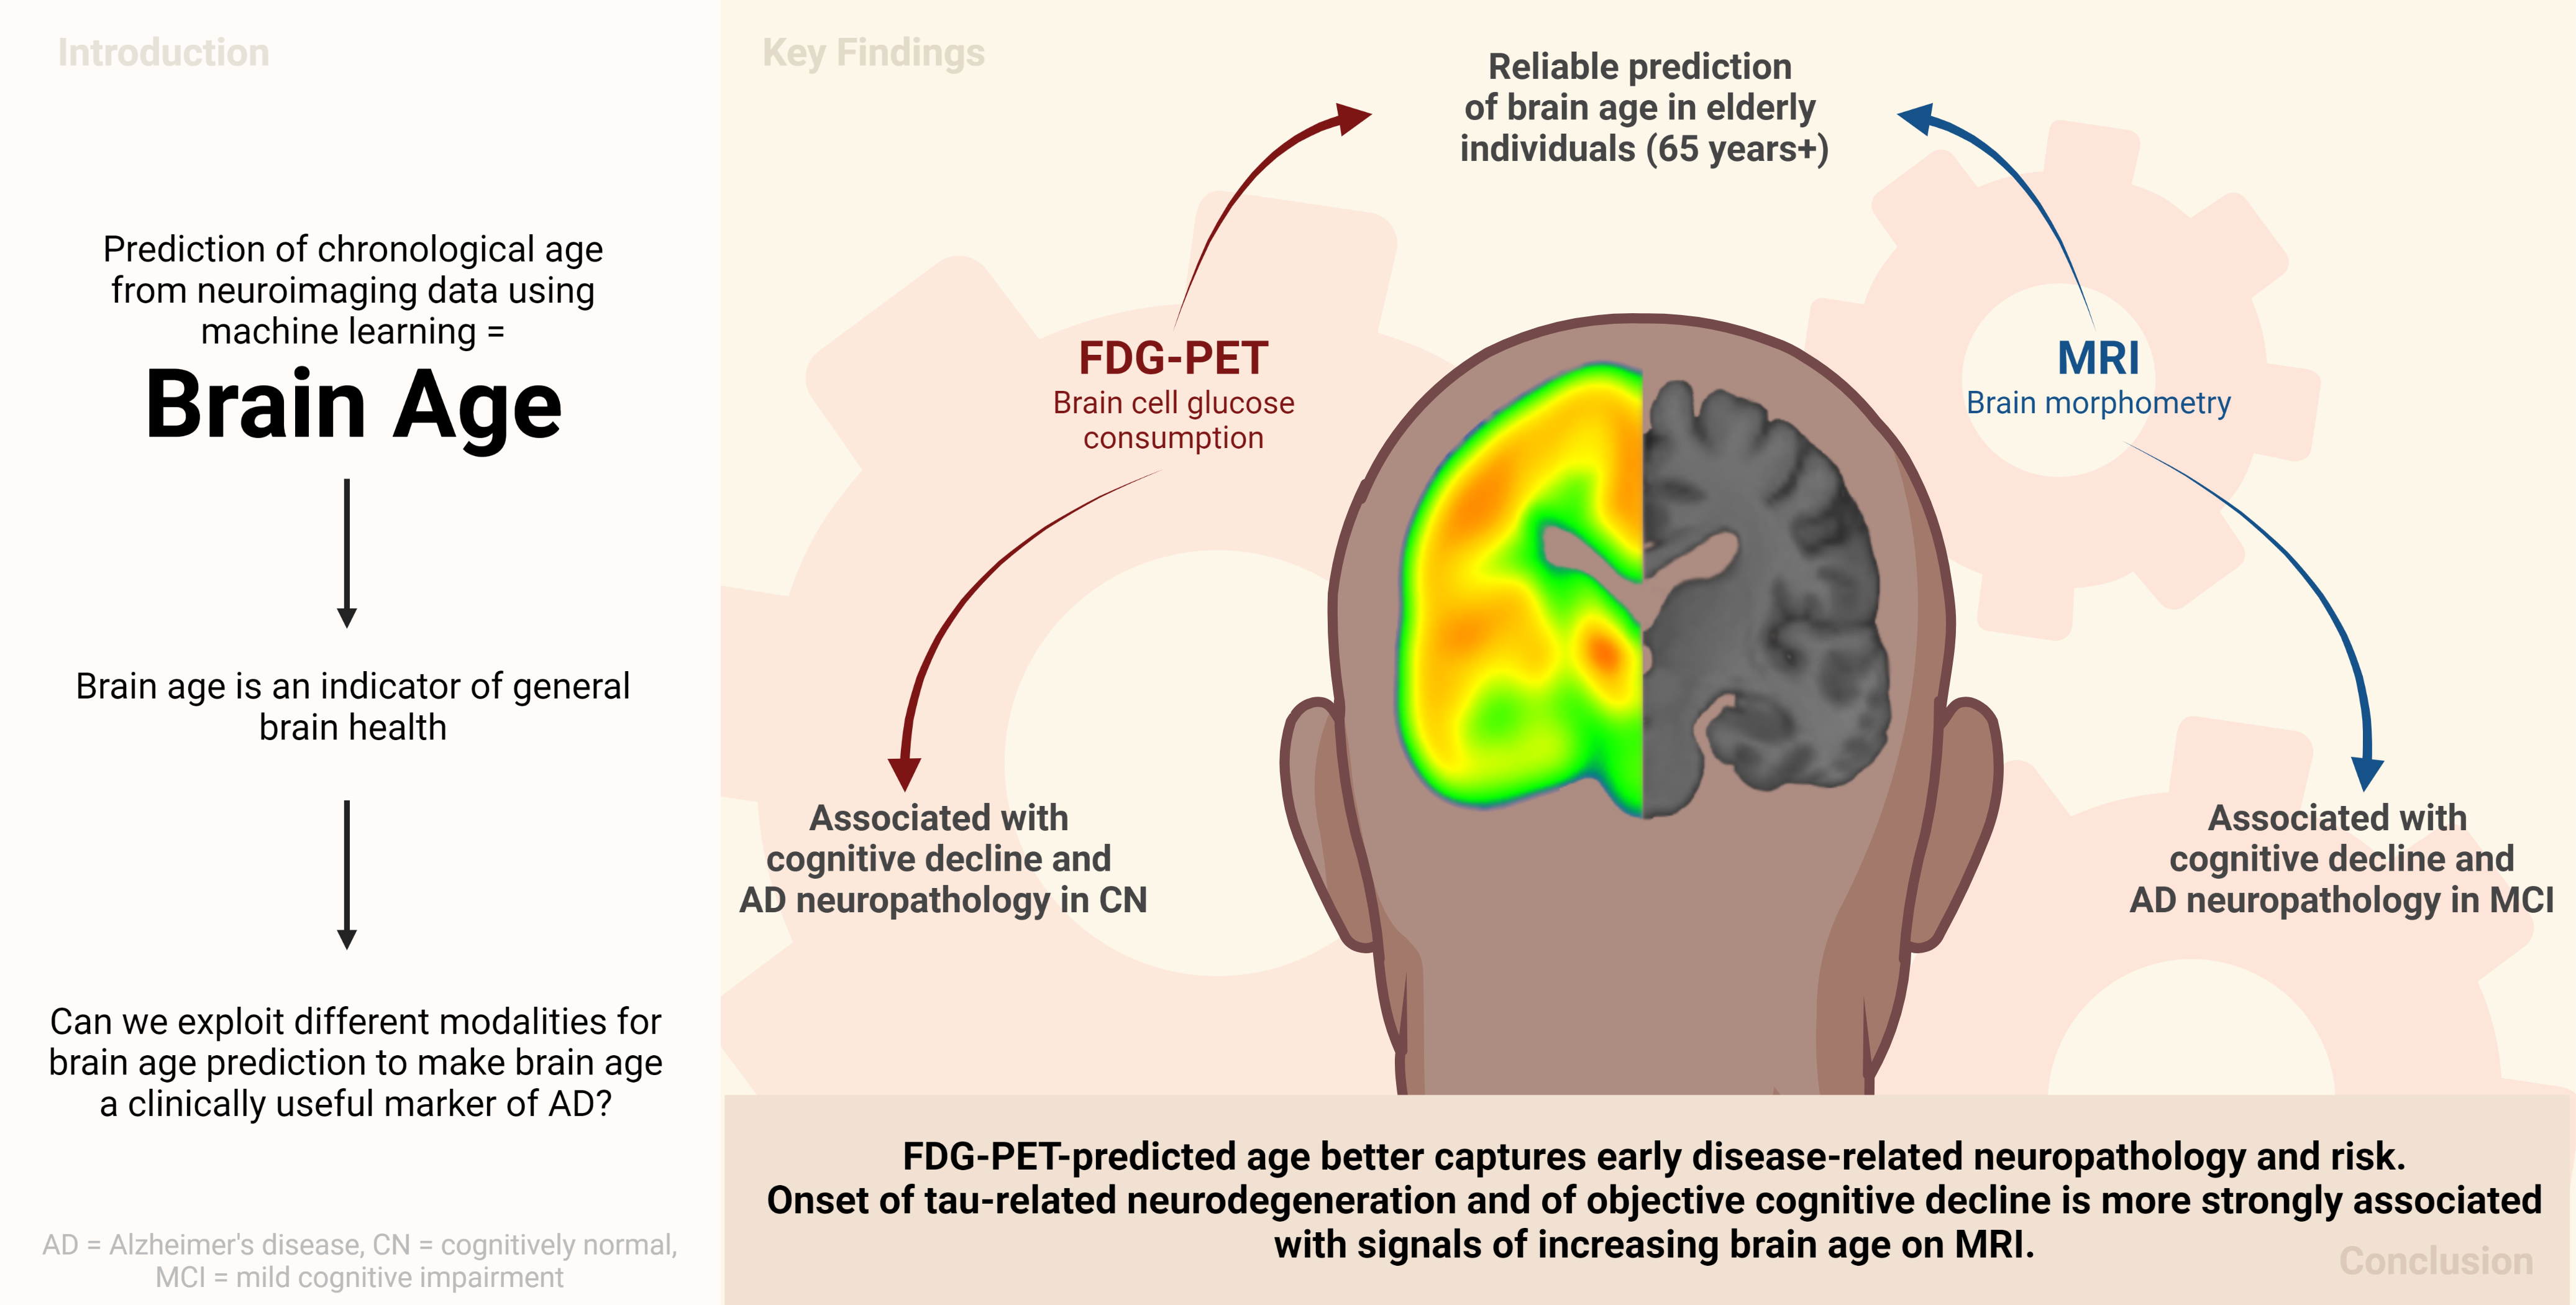 Introduction
Prediction of chronological age
from neuroimaging data using
machine learning =
Brain Age
Brain age is an indicator of general
brain health
Can we exploit different modalities for
brain age prediction to make brain age
a clinically useful marker of AD?
AD = Alzheimer's disease, CN = cognitively normal,
MCI = mild cognitive impairment
Key Findings
Reliable prediction
of brain age in elderly
individuals (65 years+)
FDG-PET
Brain cell glucose
consumption
MRI
Brain morphometry
Associated with
cognitive decline and
AD neuropathology in CN
Associated with
cognitive decline and
AD neuropathology in MCI
FDG-PET-predicted age better captures early disease-related neuropathology and risk.
Onset of tau-related neurodegeneration and of objective cognitive decline is more strongly associated
with signals of increasing brain age on MRI.
Conclusion